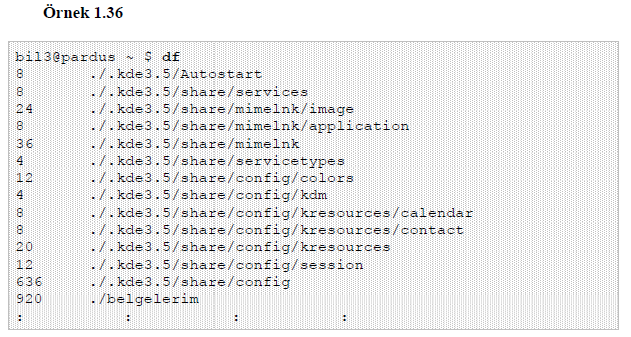 Örnek 1.36
bil3@pardus ~ $ df
8 ./.kde3.5/Autostart
8 ./.kde3.5/share/services
24 ./.kde3.5/share/mimelnk/image
8 ./.kde3.5/share/mimelnk/application
36 ./.kde3.5/share/mimelnk
4 ./.kde3.5/share/servicetypes
12 ./.kde3.5/share/config/colors
4 ./.kde3.5/share/config/kdm
8 ./.kde3.5/share/config/kresources/calendar
8 ./.kde3.5/share/config/kresources/contact
20 ./.kde3.5/share/config/kresources
12 ./.kde3.5/share/config/session
636 ./.kde3.5/share/config
920 ./belgelerim
: : : :